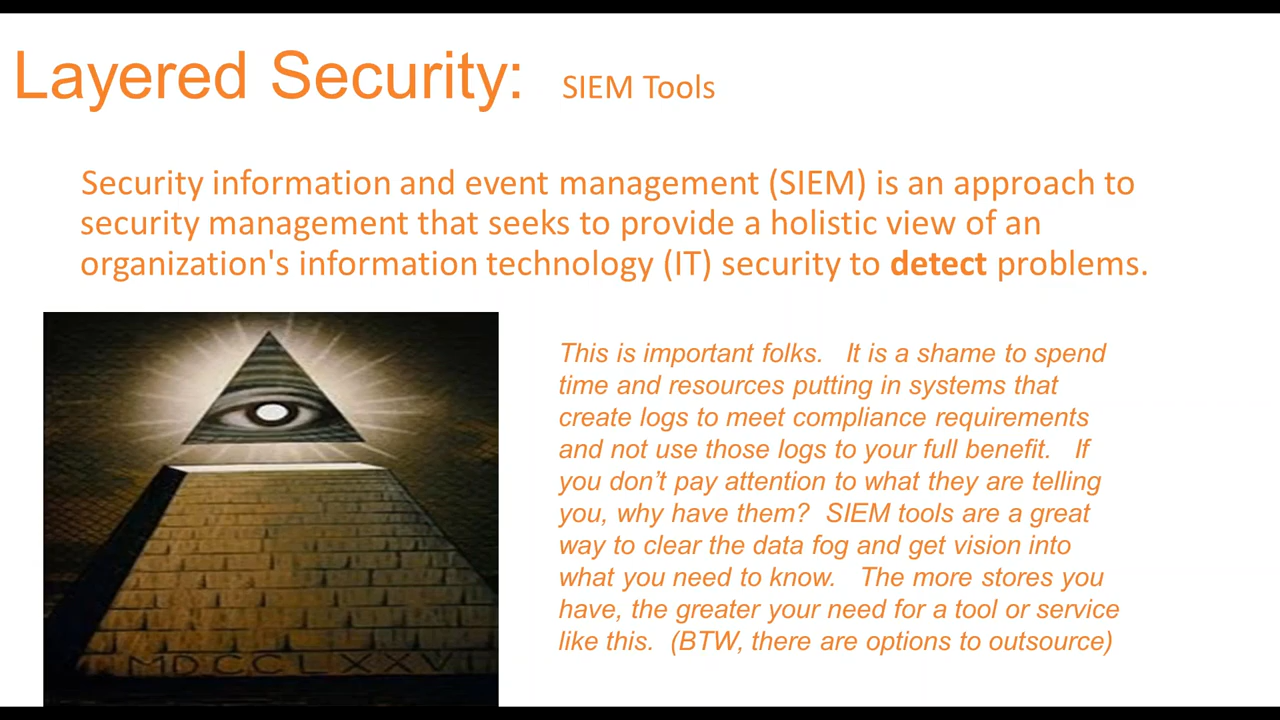 Layered Security: SIEM Tools
Security information and event management (SIEM) is an approach to
security management that seeks to provide a holistic view of an
organization's information technology (IT) security to detect problems.
This is important folks. It is a shame to spend
time and resources putting in systems that
create logs to meet compliance requirements
and not use those logs to your full benefit. If
you don’t pay attention to what they are telling
you, why have them? SIEM tools are a great
way to clear the data fog and get vision into
what you need to know. The more stores you
have, the greater your need for a tool or service
like this. (BTW, there are options to outsource)
MDCCLXXV